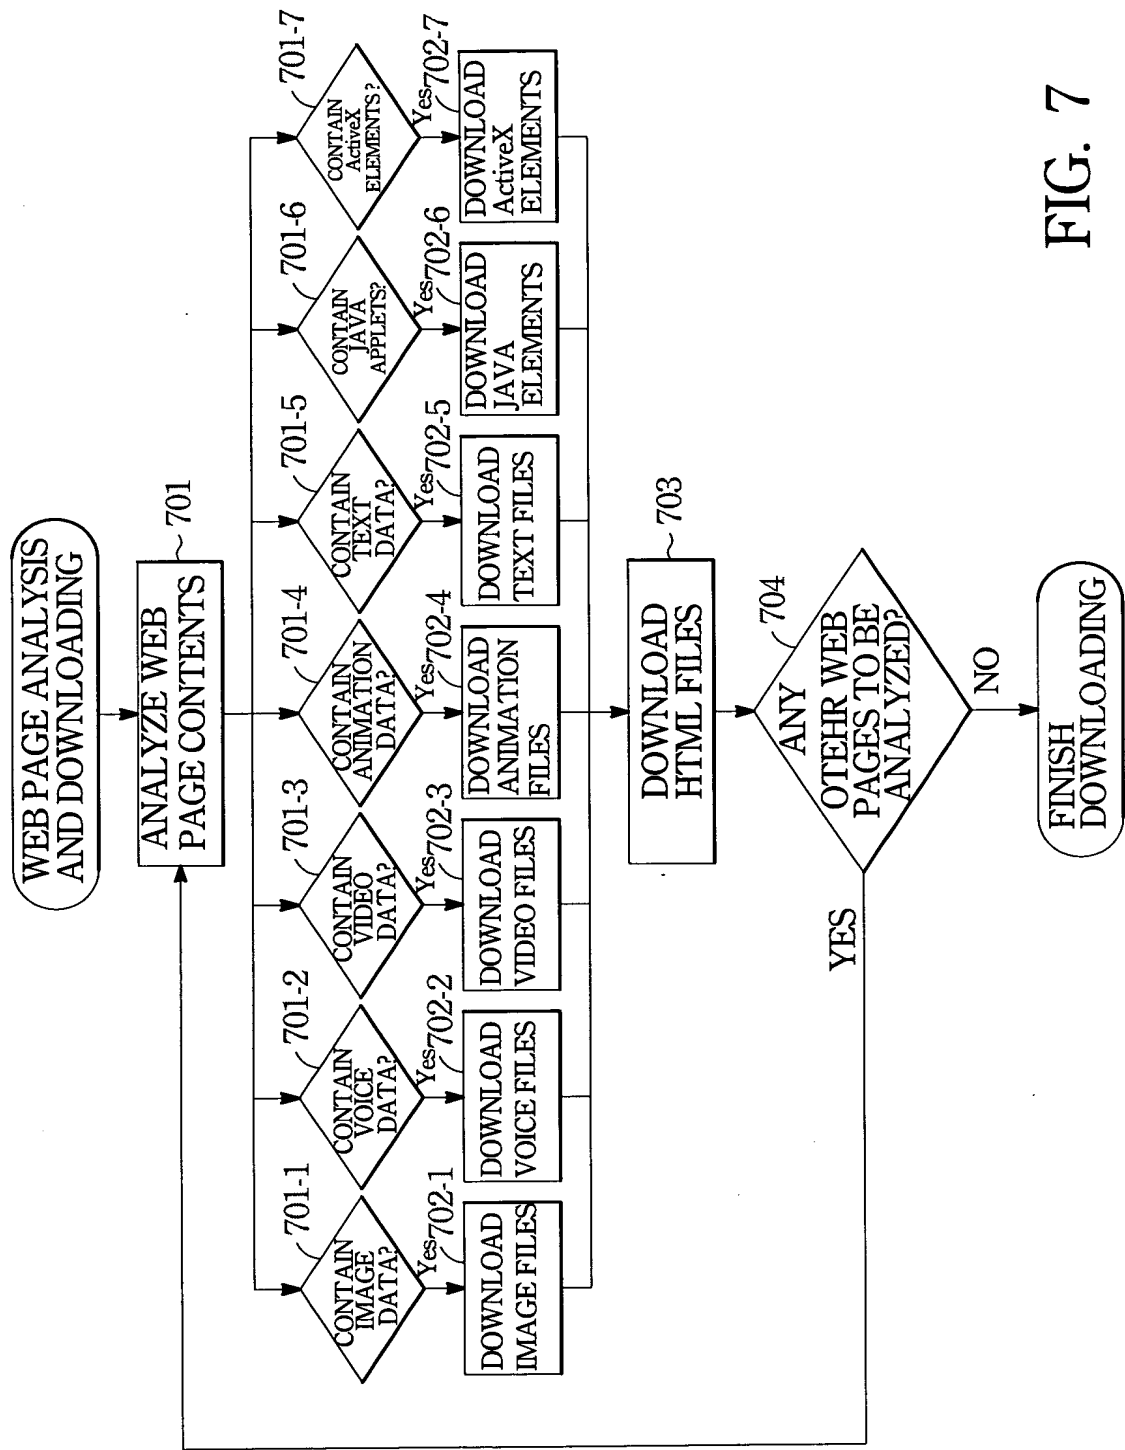 WEB PAGE ANALYSIS
AND DOWNLOADING
ANALYZE WEB
PAGE CONTENTS
701
701-1
CONTAIN
IMAGE
DATA?
701-2
CONTAIN
VOICE
DATA?
701-3
CONTAIN
VIDEO
DATA?
701-4
CONTAIN
ANIMATION
DATA?
701-5
CONTAIN
TEXT
DATA?
701-6
CONTAIN
JAVA
APPLETS?
701-7
CONTAIN
ActiveX
ELEMENTS?
Yes
702-1
DOWNLOAD
IMAGE FILES
Yes
702-2
DOWNLOAD
VOICE FILES
Yes
702-3
DOWNLOAD
VIDEO FILES
Yes
702-4
DOWNLOAD
ANIMATION
FILES
Yes
702-5
DOWNLOAD
TEXT FILES
Yes
702-6
DOWNLOAD
JAVA
ELEMENTS
Yes
702-7
DOWNLOAD
ActiveX
ELEMENTS
DOWNLOAD
HTML FILES
703
ANY
OTEHR WEB
PAGES TO BE
ANALYZED?
704
YES
NO
FINISH
DOWNLOADING
FIG. 7